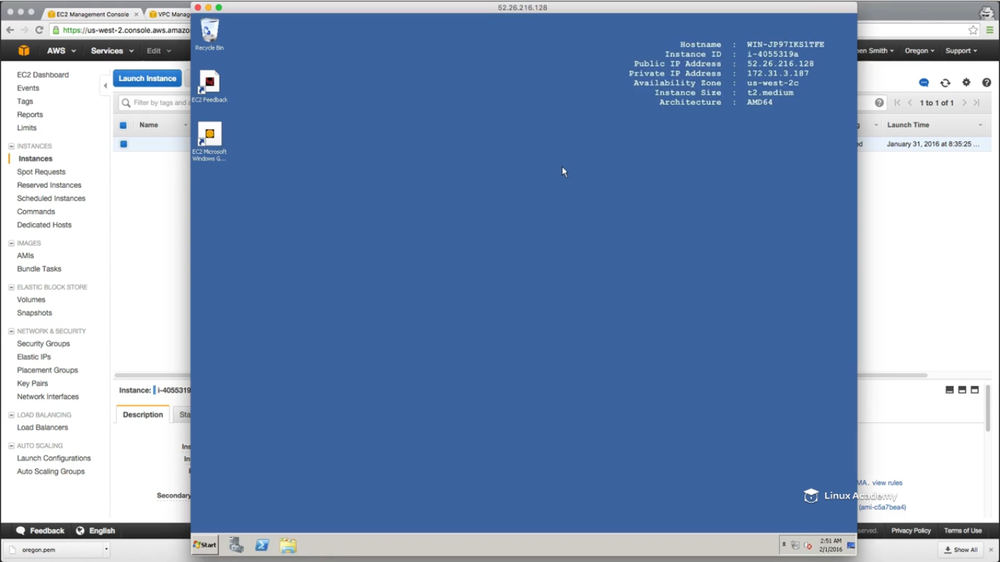 52.26.216.128
EC2 Management Console
VPC Manag
https://us-west-2.console.aws.amazo
AWS
Services
Edit
en Smith
Oregon
Support
EC2 Dashboard
Events
Tags
Reports
Limits
INSTANCES
Instances
Spot Requests
Reserved Instances
Scheduled Instances
Commands
Dedicated Hosts
IMAGES
AMIs
Bundle Tasks
ELASTIC BLOCK STORE
Volumes
Snapshots
NETWORK & SECURITY
Security Groups
Elastic IPs
Placement Groups
Key Pairs
Network Interfaces
LOAD BALANCING
Load Balancers
AUTO SCALING
Launch Configurations
Auto Scaling Groups
Launch Instance
Filter by tags and
Name
Instance: i-4055319
Description
Sta
Ins
In
Secondary
Recycle Bin
EC2 Feedback
EC2 Microsoft
Windows G...
Hostname : WIN-JP97IKS1TFE
Instance ID : i-4055319a
Public IP Address : 52.26.216.128
Private IP Address : 172.31.3.187
Availability Zone : us-west-2c
Instance Size : t2.medium
Architecture : AMD64
1 to 1 of 1
Launch Time
January 31, 2016 at 8:35:25 ...
view rules
(ami-c5a7bea4)
Linux Academy
Start
2:51 AM
2/1/2016
Feedback
English
served.
Privacy Policy
Terms of Use
oregon.pem
Show All